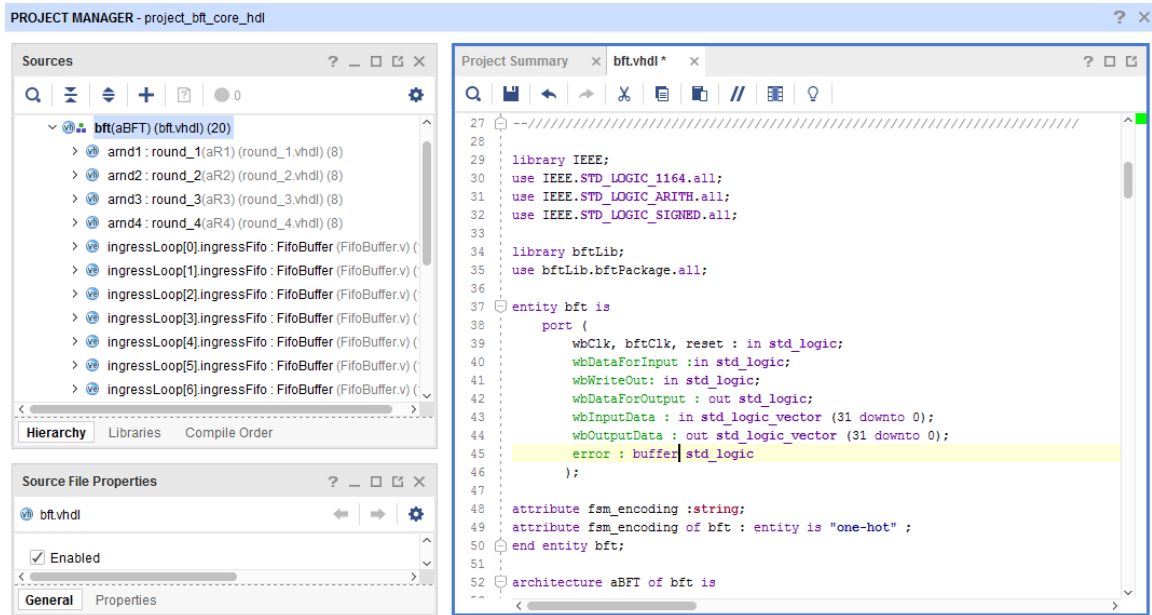 PROJECT MANAGER - project_bft_core_hdl
Sources
0
bft(aBFT) (bft.vhdl) (20)
arnd1 : round_1(aR1) (round_1.vhdl) (8)
arnd2 : round_2(aR2) (round_2.vhdl) (8)
arnd3 : round_3(aR3) (round_3.vhdl) (8)
arnd4 : round_4(aR4) (round_4.vhdl) (8)
ingressLoop[0].ingressFifo : FifoBuffer (FifoBuffer.v) (
ingressLoop[1].ingressFifo : FifoBuffer (FifoBuffer.v) (
ingressLoop[2].ingressFifo : FifoBuffer (FifoBuffer.v) (
ingressLoop[3].ingressFifo : FifoBuffer (FifoBuffer.v) (
ingressLoop[4].ingressFifo : FifoBuffer (FifoBuffer.v) (
ingressLoop[5].ingressFifo : FifoBuffer (FifoBuffer.v) (
ingressLoop[6].ingressFifo : FifoBuffer (FifoBuffer.v) (
Hierarchy Libraries Compile Order
Source File Properties
bft.vhdl
Enabled
General Properties
Project Summary × bft.vhdl * ×
27 --/////////////////////////////////////////////////////////////////////////
28
29 library IEEE;
30 use IEEE.STD_LOGIC_1164.all;
31 use IEEE.STD_LOGIC_ARITH.all;
32 use IEEE.STD_LOGIC_SIGNED.all;
33
34 library bftLib;
35 use bftLib.bftPackage.all;
36
37 entity bft is
38 port (
39 wbClk, bftClk, reset : in std_logic;
40 wbDataForInput :in std_logic;
41 wbWriteOut: in std_logic;
42 wbDataForOutput : out std_logic;
43 wbInputData : in std_logic_vector (31 downto 0);
44 wbOutputData : out std_logic_vector (31 downto 0);
45 error : buffer std_logic
46 );
47
48 attribute fsm_encoding :string;
49 attribute fsm_encoding of bft : entity is "one-hot" ;
50 end entity bft;
51
52 architecture aBFT of bft is